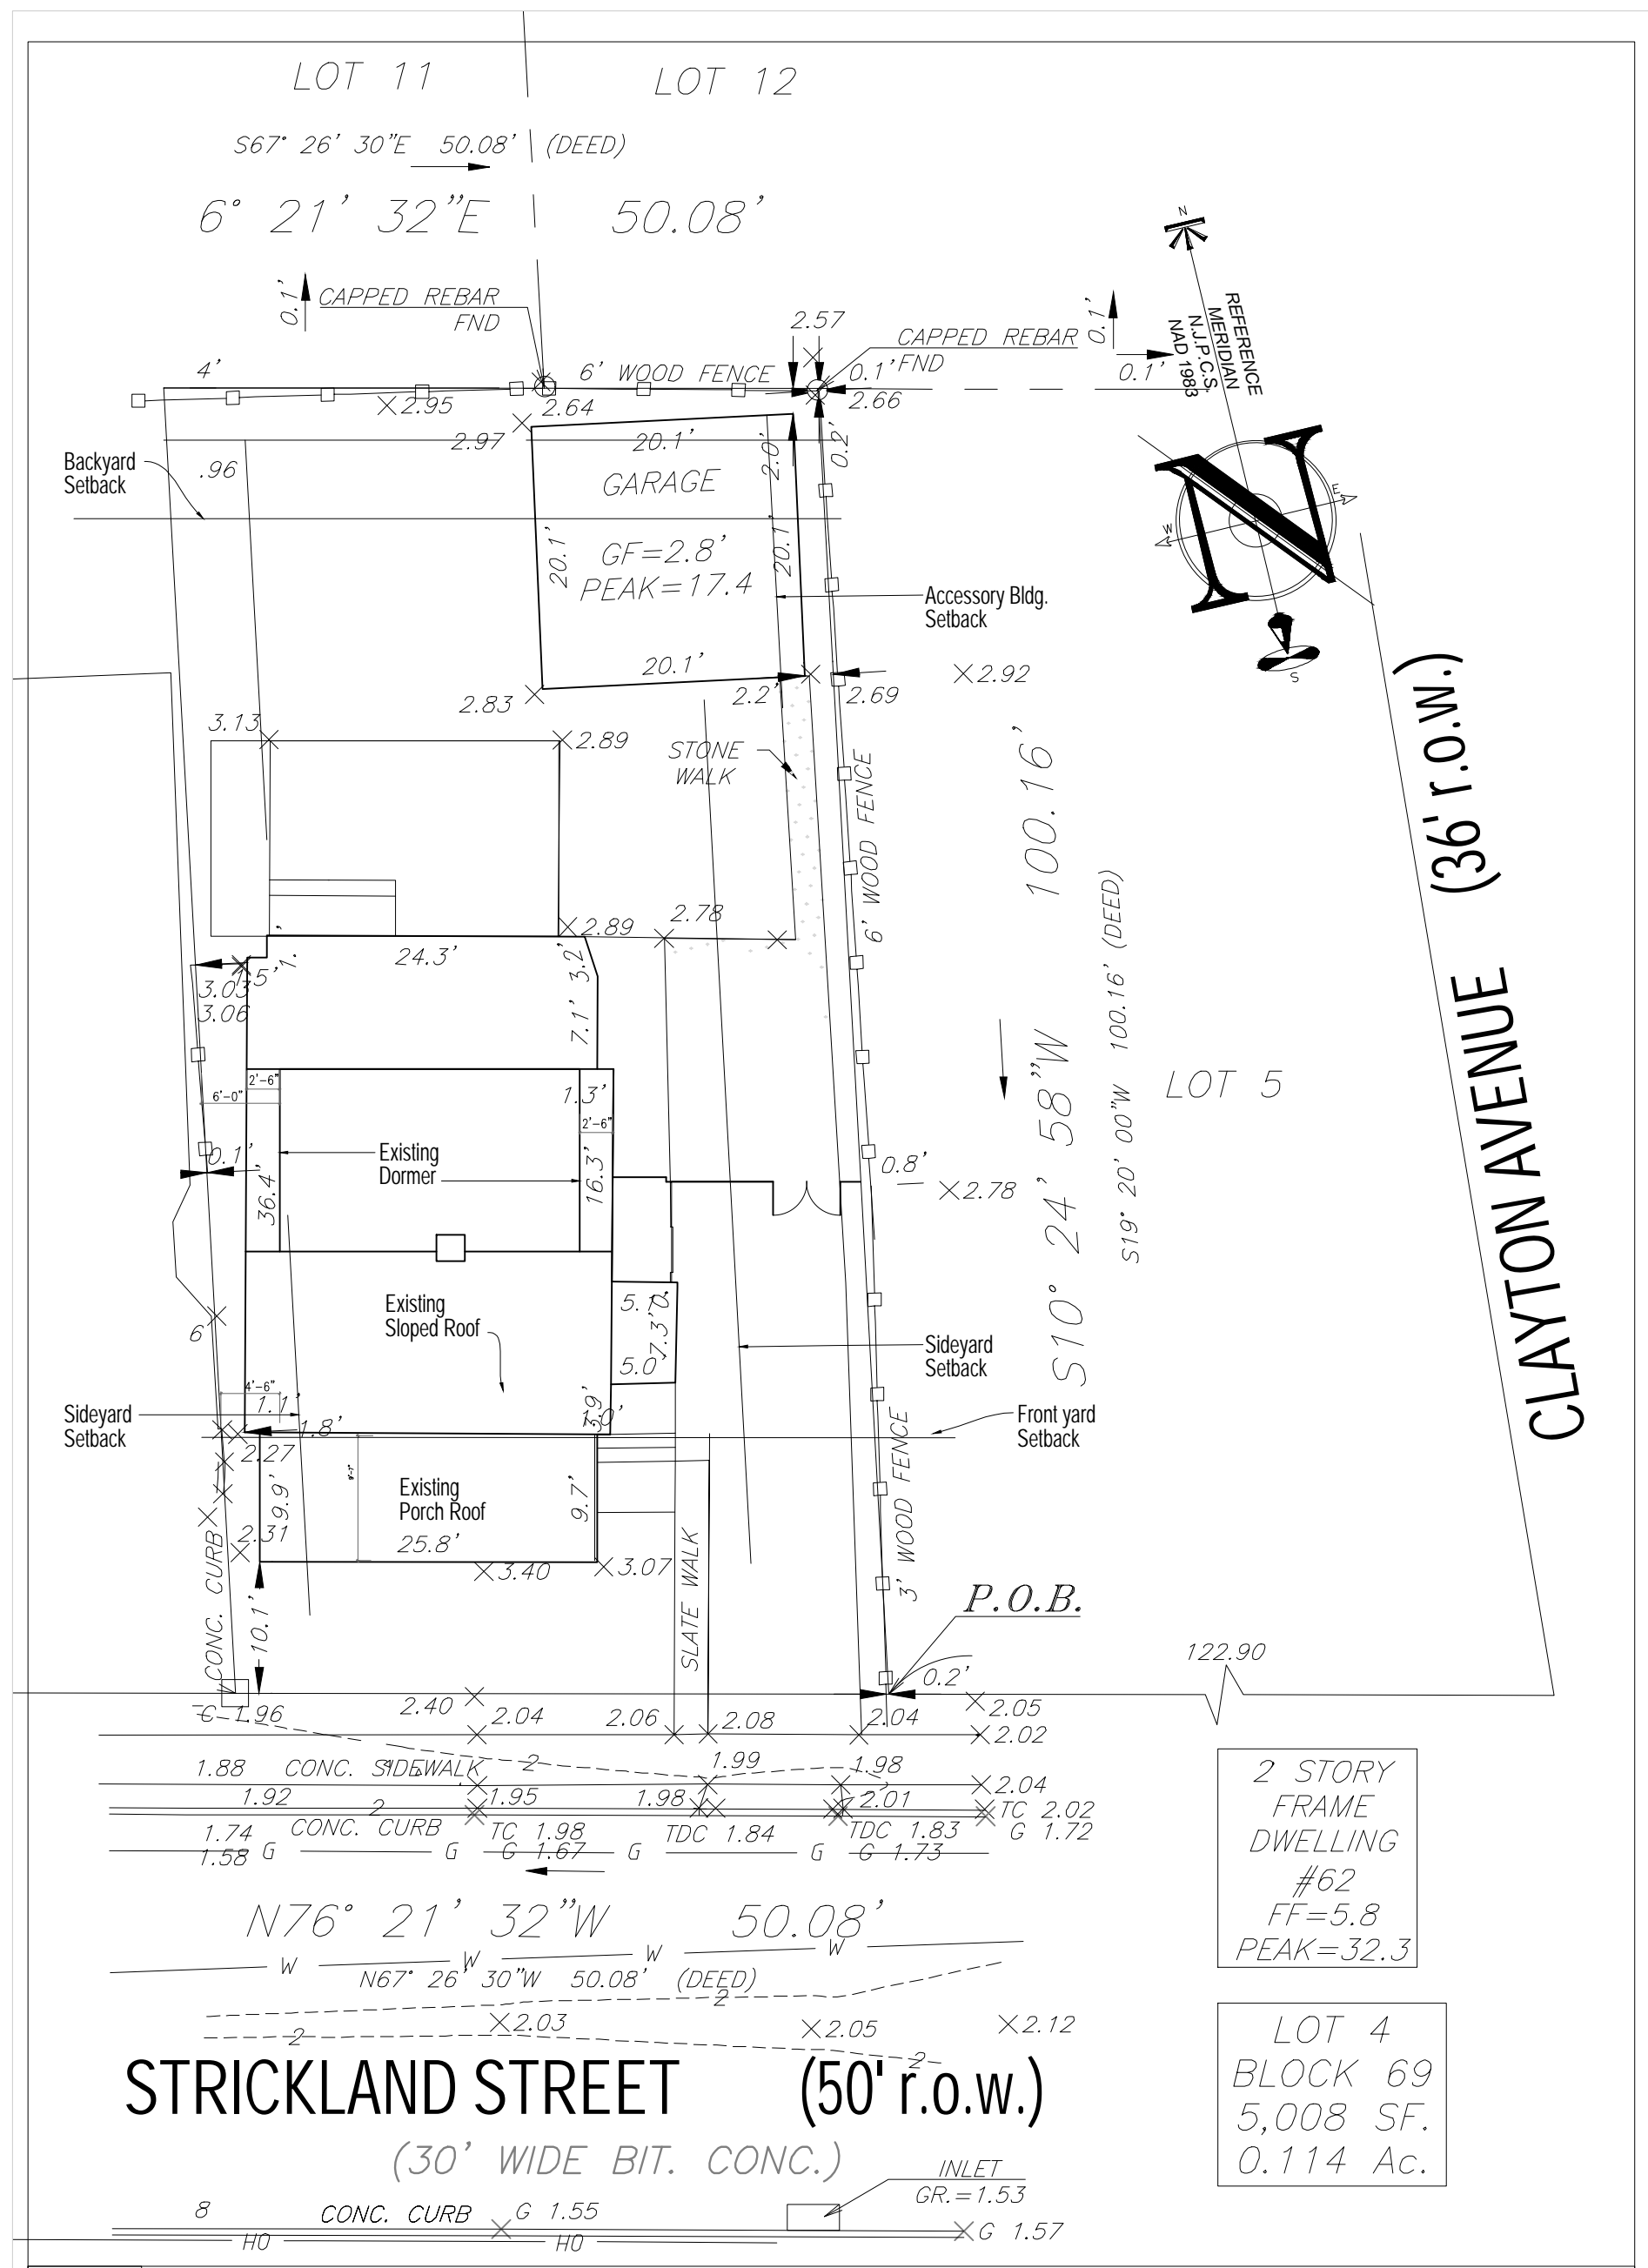 LOT 11
LOT 12
S67° 26' 30"E 50.08' (DEED)
6° 21' 32"E 50.08'
0.1'
CAPPED REBAR
FND
2.57
CAPPED REBAR
FND
0.1'
0.1'
0.1'
N
REFERENCE
MERIDIAN
N.J.P.C.S.
NAD 1983
4'
6' WOOD FENCE
2.95
2.64
2.66
2.97
20.1'
2.0'
0.2'
Backyard
Setback
.96
GARAGE
GF=2.8'
PEAK=17.4
20.1'
20.1'
N
E
W
S
Accessory Bldg.
Setback
20.1'
2.2'
2.83
2.69
2.92
3.13
2.89
STONE
WALK
6' WOOD FENCE
100.16'
S10° 24' 58"W
S19° 20' 00"W 100.16' (DEED)
CLAYTON AVENUE (36' r.o.w.)
2.89
2.78
24.3'
3.2'
1.
1.5'
3.03
3.06
7.1'
LOT 5
2'-6"
6'-0"
1.3'
2'-6"
0.1'
Existing
Dormer
36.4'
16.3'
0.8'
2.78
Existing
Sloped Roof
5.1
0.
7.3'
5.0'
6
Sideyard
Setback
4'-6"
1.1'
Sideyard
Setback
1.8'
3.9'
1.0'
Front yard
Setback
2.27
9.9'
Existing
Porch Roof
9.7'
25.8'
2.31
3.40
3.07
CONC. CURB
10.1'
SLATE WALK
3' WOOD FENCE
P.O.B.
122.90
0.2'
C 1.96
2.40
2.04
2.06
2.08
2.04
2.05
2.02
1.88
CONC. SIDEWALK
2
1.99
1.98
2.04
1.92
2
1.95
1.98
2.01
TC 2.02
G 1.72
1.74
CONC. CURB
TC 1.98
TDC 1.84
TDC 1.83
1.58
G
G
G 1.67
G
G
G 1.73
N76° 21' 32"W 50.08'
W
W
W
W
N67° 26' 30"W 50.08' (DEED)
2
2.03
2.05
2.12
2
2
STRICKLAND STREET (50' r.o.w.)
(30' WIDE BIT. CONC.)
INLET
GR.=1.53
8
CONC. CURB
G 1.55
G 1.57
HO
HO
2 STORY
FRAME
DWELLING
#62
FF=5.8
PEAK=32.3
LOT 4
BLOCK 69
5,008 SF.
0.114 Ac.